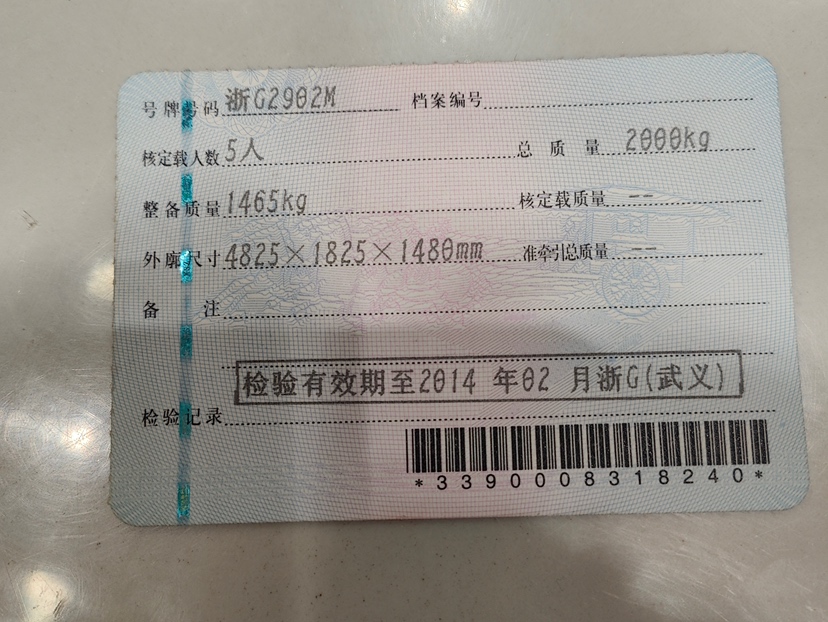 号牌号码 浙G2902M 档案编号
核定载人数 5人 总质量 2000kg
整备质量 1465kg 核定载质量 --
外廓尺寸 4825×1825×1480mm 准牵引总质量 --
备注
检验有效期至2014 年02 月浙G(武义)
检验记录
*3390008318240*